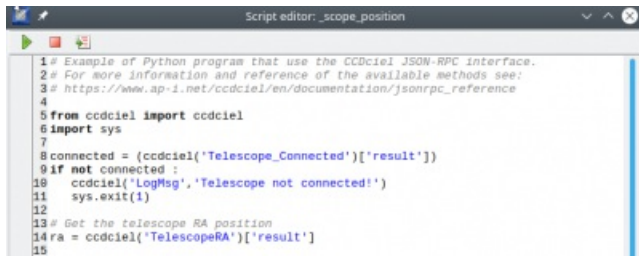 Script editor: _scope_position
1 # Example of Python program that use the CCDciel JSON-RPC interface.
2 # For more information and reference of the available methods see:
3 # https://www.ap-i.net/ccdciel/en/documentation/jsonrpc_reference
4
5 from ccdciel import ccdciel
6 import sys
7
8 connected = (ccdciel('Telescope_Connected')['result'])
9 if not connected :
10    ccdciel('LogMsg','Telescope not connected!')
11    sys.exit(1)
12
13 # Get the telescope RA position
14 ra = ccdciel('TelescopeRA')['result']
15